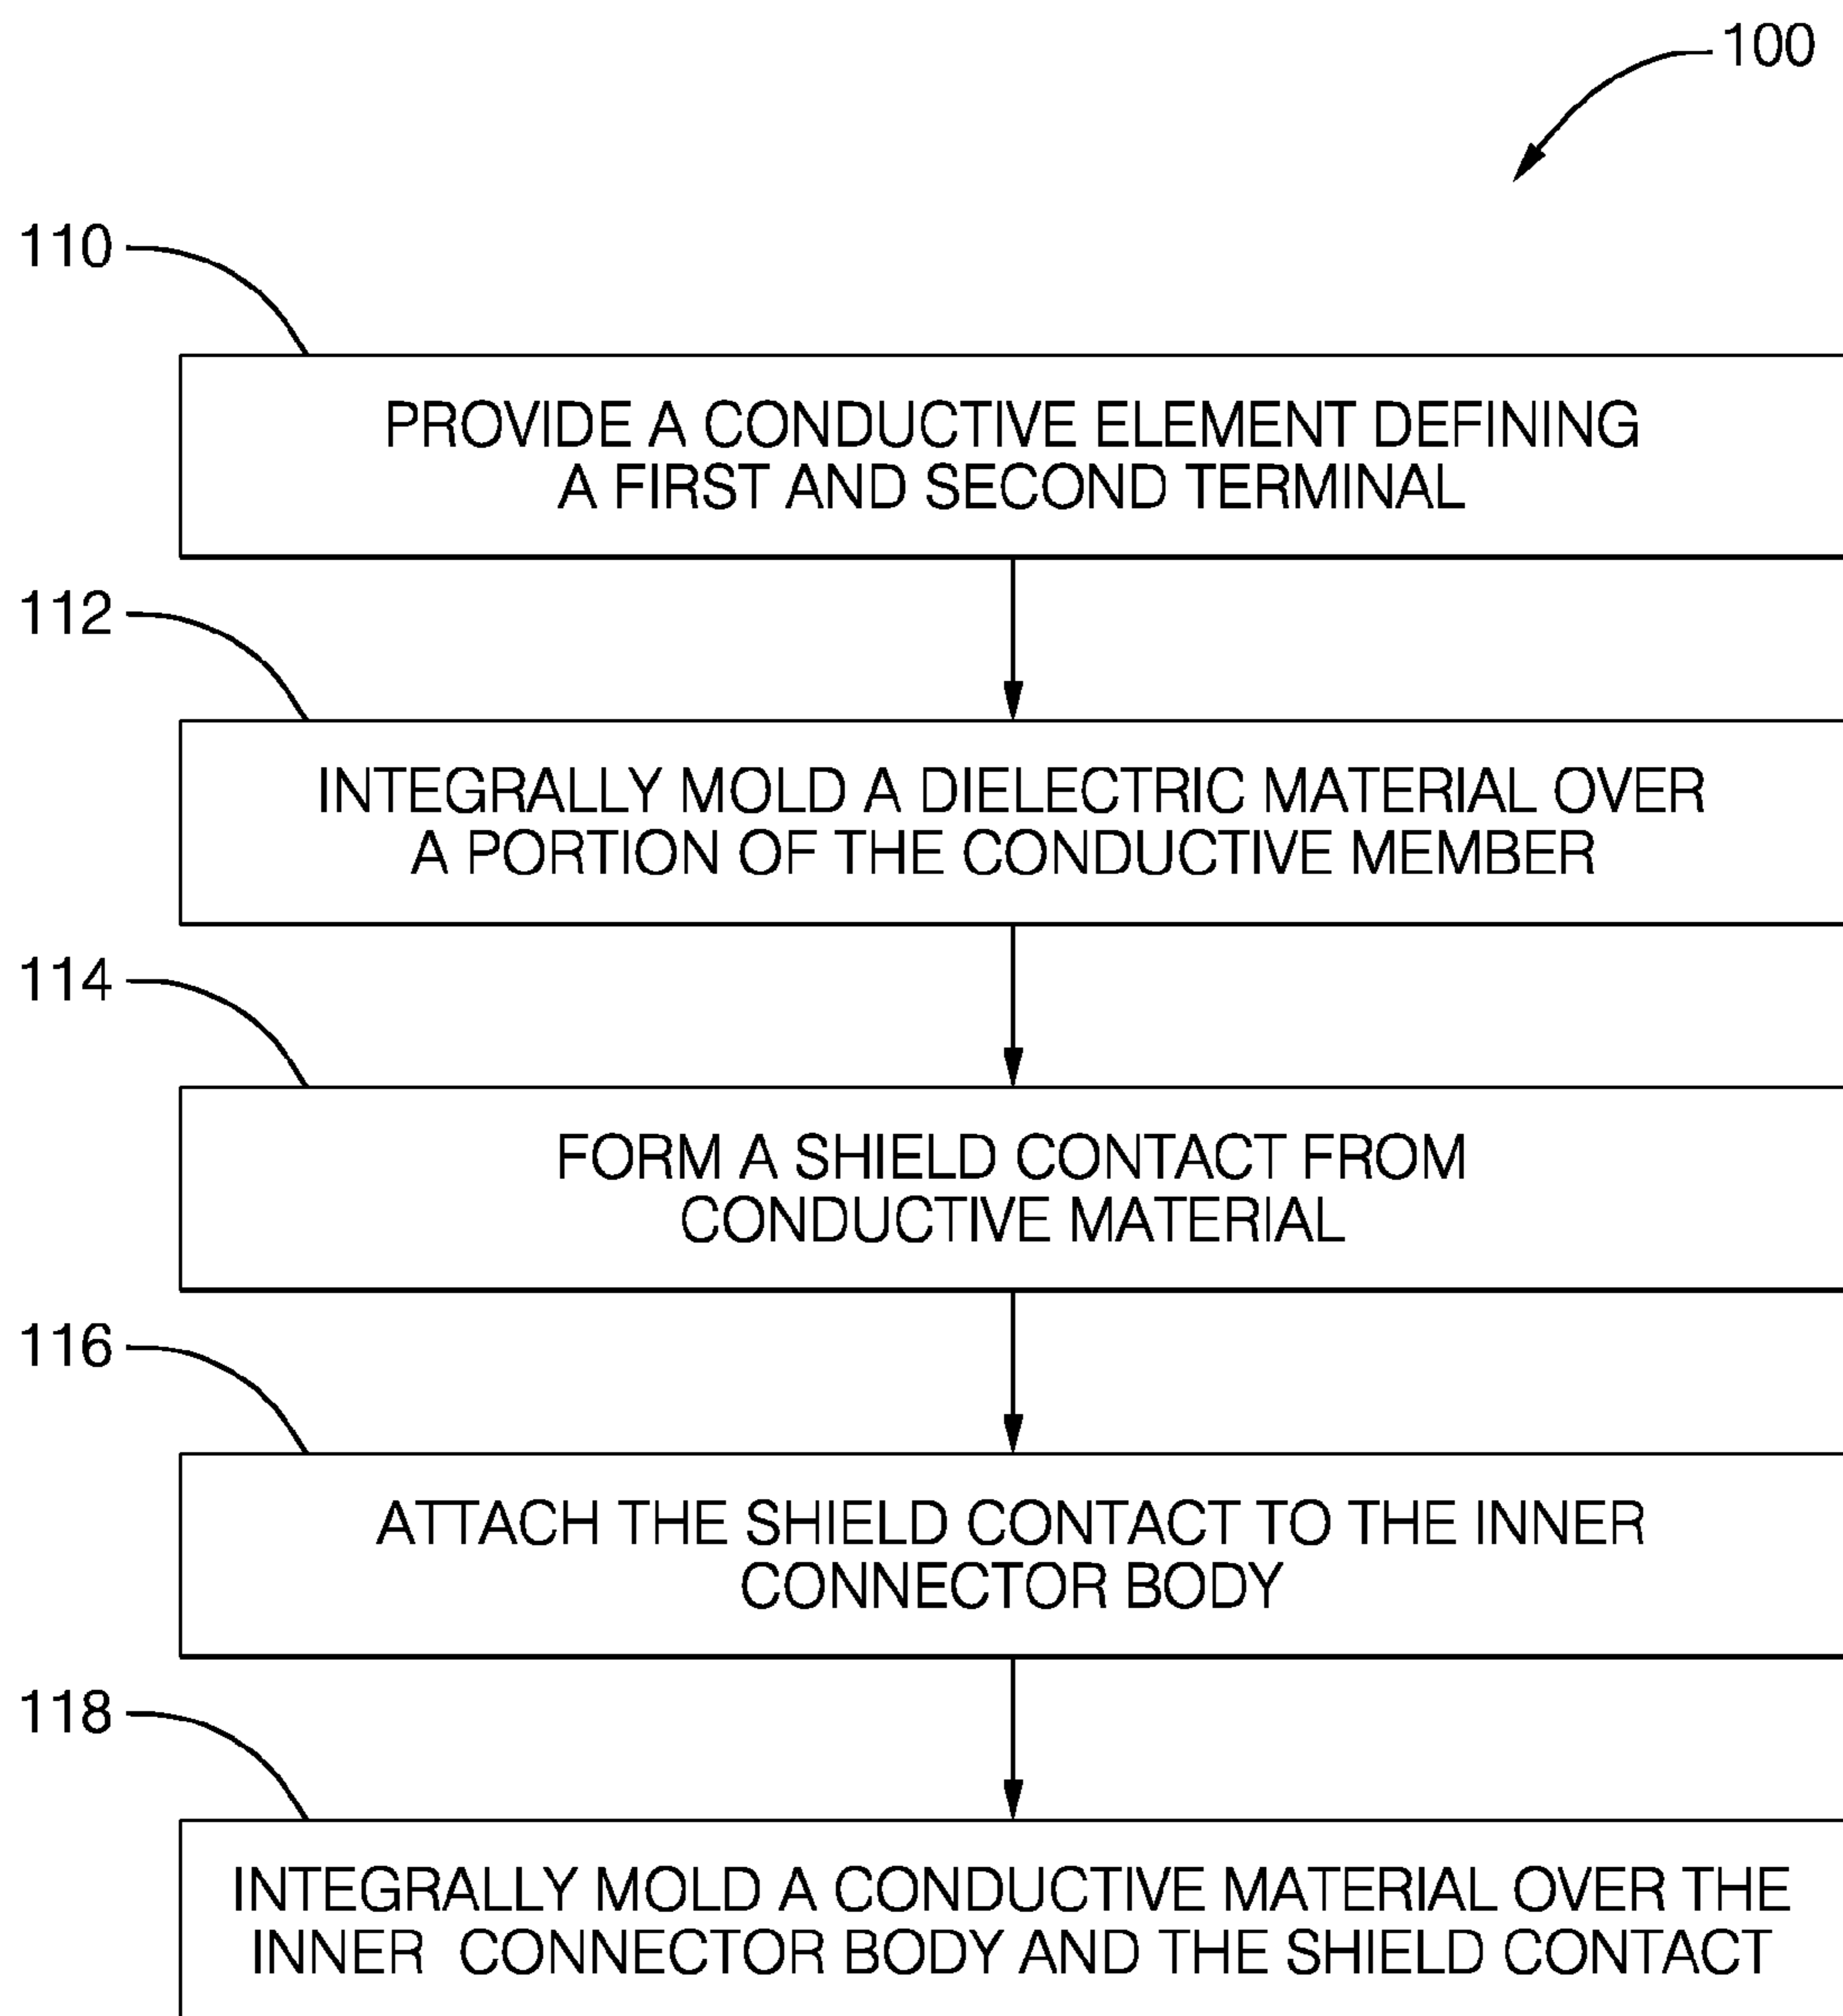 100
110
PROVIDE A CONDUCTIVE ELEMENT DEFINING
A FIRST AND SECOND TERMINAL
112
INTEGRALLY MOLD A DIELECTRIC MATERIAL OVER
A PORTION OF THE CONDUCTIVE MEMBER
114
FORM A SHIELD CONTACT FROM
CONDUCTIVE MATERIAL
116
ATTACH THE SHIELD CONTACT TO THE INNER
CONNECTOR BODY
118
INTEGRALLY MOLD A CONDUCTIVE MATERIAL OVER THE
INNER CONNECTOR BODY AND THE SHIELD CONTACT